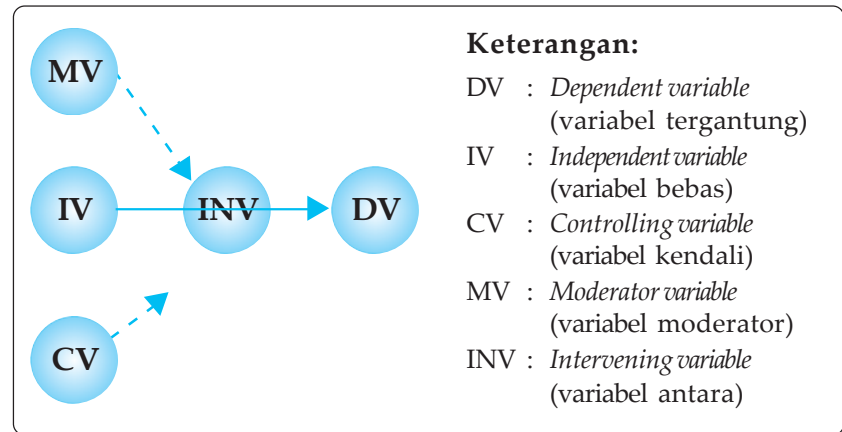 MV
IV
INV
DV
CV
Keterangan:
DV : Dependent variable
(variabel tergantung)
IV : Independent variable
(variabel bebas)
CV : Controlling variable
(variabel kendali)
MV : Moderator variable
(variabel moderator)
INV : Intervening variable
(variabel antara)